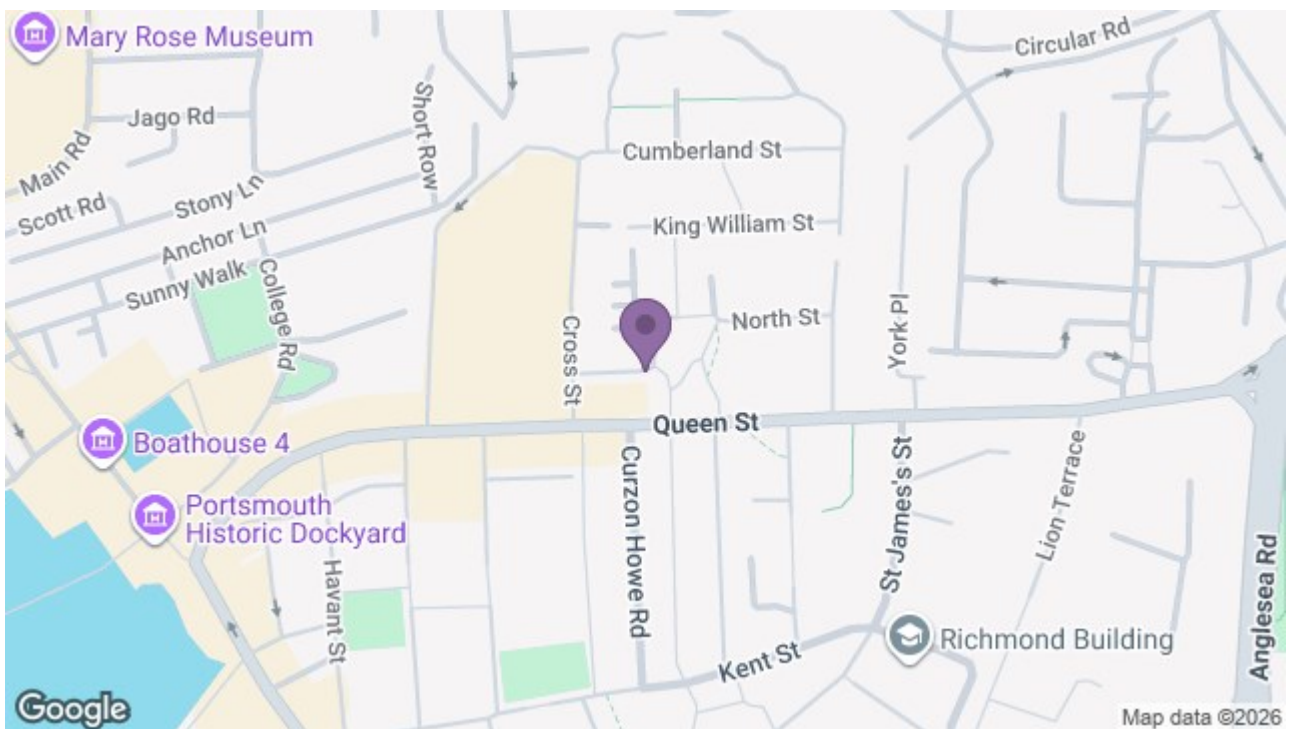 Mary Rose Museum
Circular Rd
Jago Rd
Short Row
Main Rd
Cumberland St
Scott Rd
Stony Ln
Anchor Ln
King William St
Sunny Walk
College Rd
Cross St
North St
York Pl
Queen St
Boathouse 4
Curzon Howe Rd
St James's St
Lion Terrace
Portsmouth
Historic Dockyard
Havant St
Anglesea Rd
Richmond Building
Kent St
Google
Map data ©2026